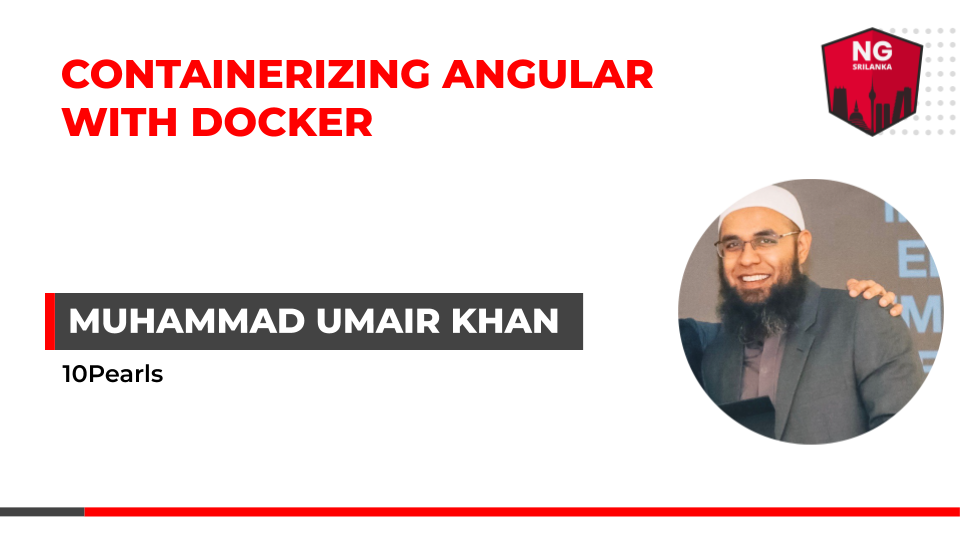 CONTAINERIZING ANGULAR
WITH DOCKER
NG
SRILANKA
MUHAMMAD UMAIR KHAN
10Pearls